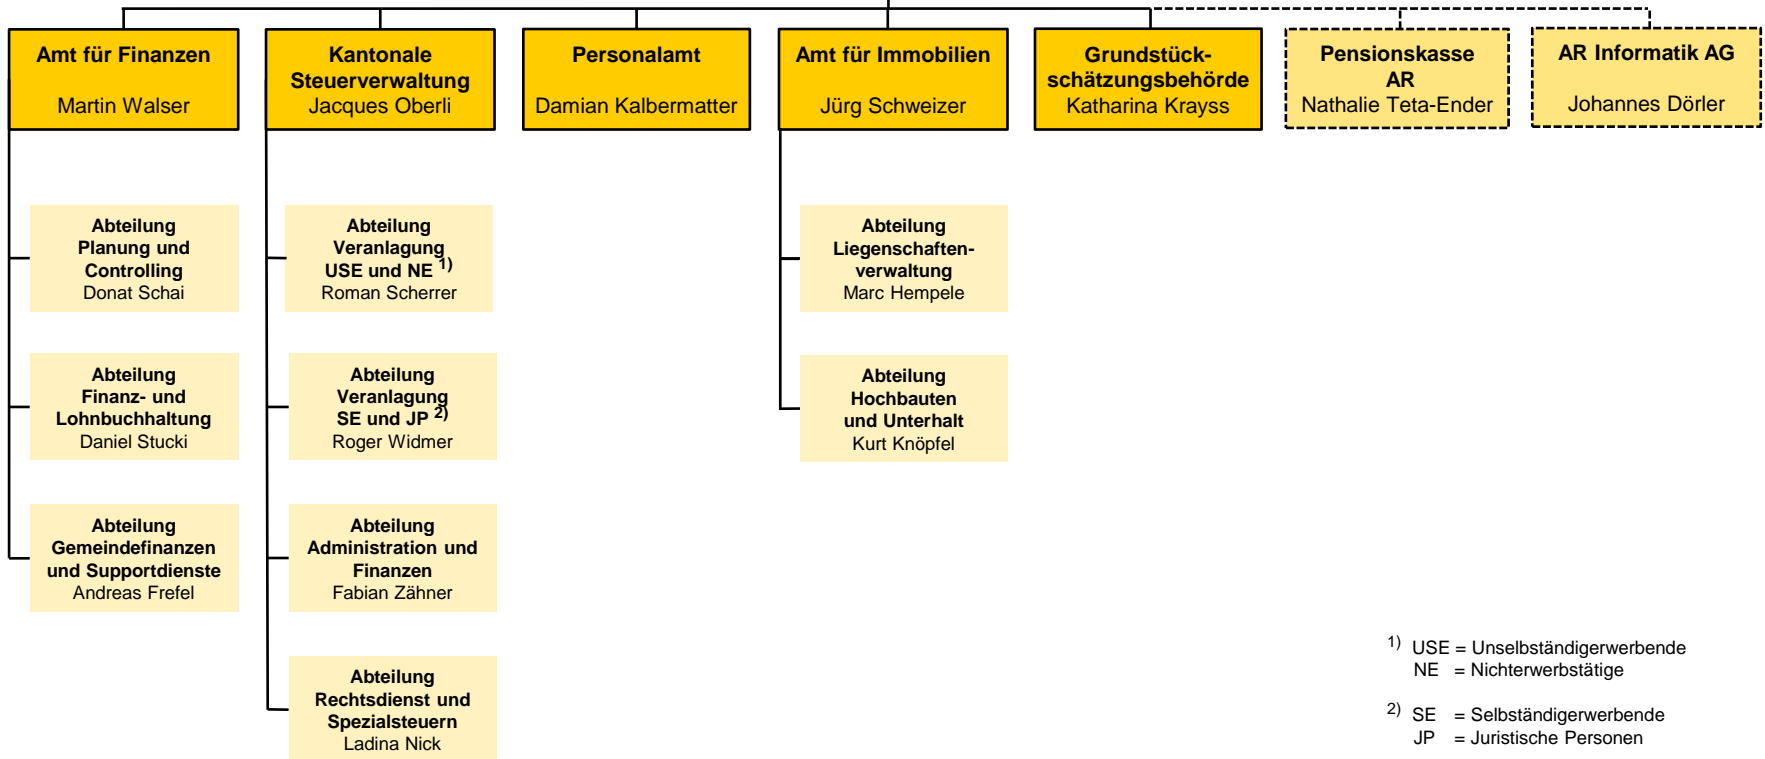 Amt für Finanzen
Martin Walser
Kantonale
Steuerverwaltung
Jacques Oberli
Personalamt
Damian Kalbermatter
Amt für Immobilien
Jürg Schweizer
Grundstück-
schätzungsbehörde
Katharina Krayss
Pensionskasse
AR
Nathalie Teta-Ender
AR Informatik AG
Johannes Dörler
Abteilung
Planung und
Controlling
Donat Schai
Abteilung
Finanz- und
Lohnbuchhaltung
Daniel Stucki
Abteilung
Gemeindefinanzen
und Supportdienste
Andreas Frefel
Abteilung
Veranlagung
USE und NE 1)
Roman Scherrer
Abteilung
Veranlagung
SE und JP 2)
Roger Widmer
Abteilung
Administration und
Finanzen
Fabian Zähner
Abteilung
Rechtsdienst und
Spezialsteuern
Ladina Nick
Abteilung
Liegenschaften-
verwaltung
Marc Hempele
Abteilung
Hochbauten
und Unterhalt
Kurt Knöpfel
1) USE = Unselbständigerwerbende
NE = Nichterwerbstätige
2) SE = Selbständigerwerbende
JP = Juristische Personen